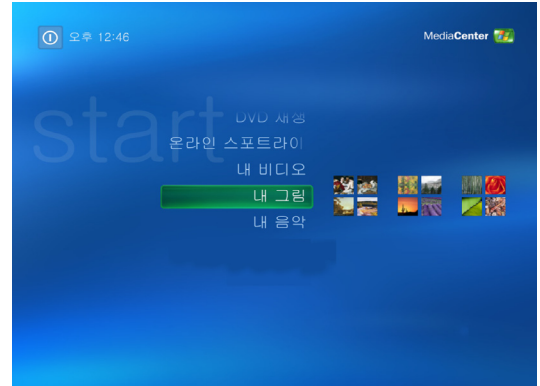 오후 12:46
MediaCenter
start
DVD 재생
온라인 스포트라이
내 비디오
내 그림
내 음악